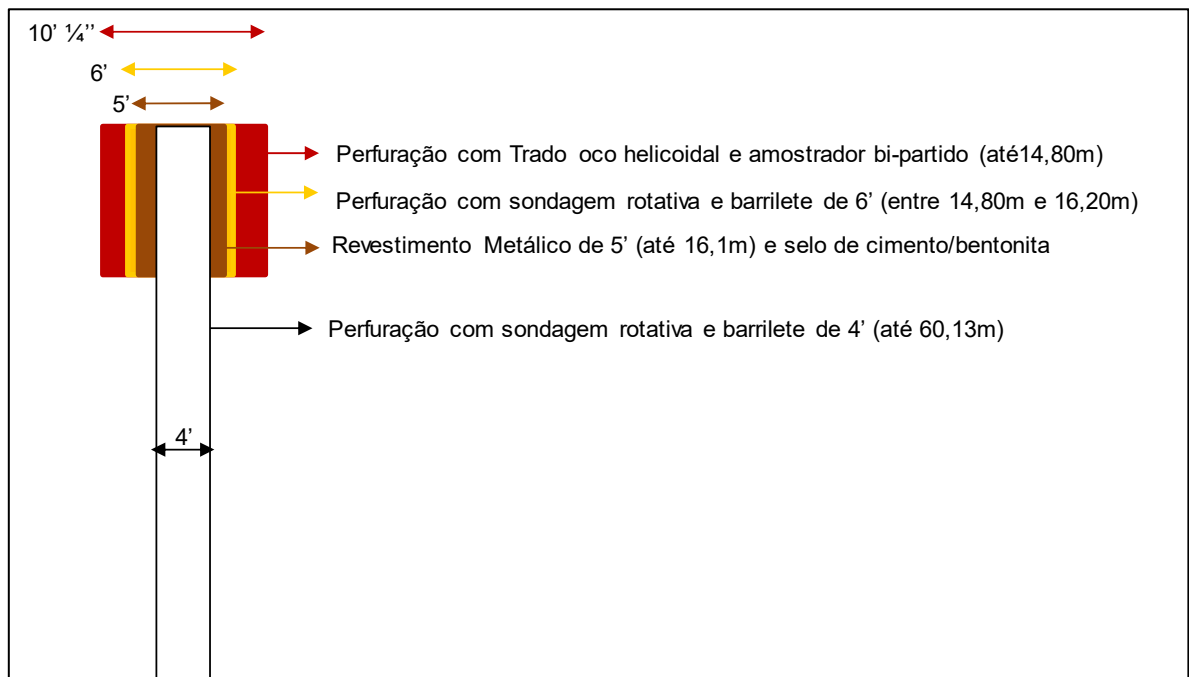 10’ ¼’’
6’
5’
Perfuração com Trado oco helicoidal e amostrador bi-partido (até14,80m)
Perfuração com sondagem rotativa e barrilete de 6’ (entre 14,80m e 16,20m)
Revestimento Metálico de 5’ (até 16,1m) e selo de cimento/bentonita
Perfuração com sondagem rotativa e barrilete de 4’ (até 60,13m)
4’